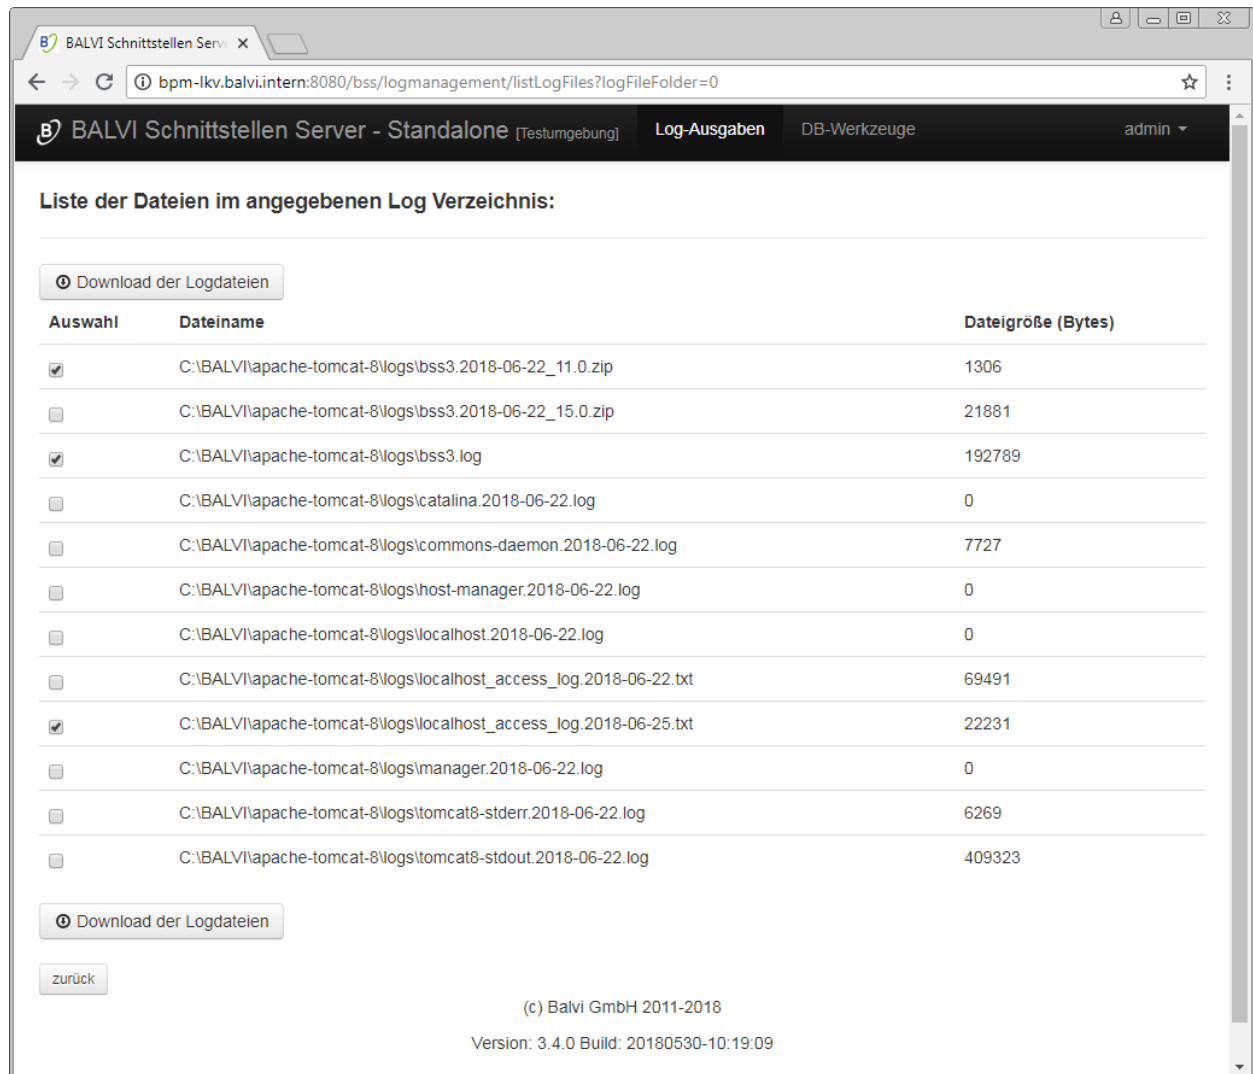 BALVI Schnittstellen Serve
bpm-lkv.balvi.intern:8080/bss/logmanagement/listLogFiles?logFileFolder=0
BALVI Schnittstellen Server - Standalone [Testumgebung] Log-Ausgaben DB-Werkzeuge admin
Liste der Dateien im angegebenen Log Verzeichnis:
Download der Logdateien
Auswahl Dateiname Dateigröße (Bytes)
C:\BALVI\apache-tomcat-8\logs\bss3.2018-06-22_11.0.zip 1306
C:\BALVI\apache-tomcat-8\logs\bss3.2018-06-22_15.0.zip 21881
C:\BALVI\apache-tomcat-8\logs\bss3.log 192789
C:\BALVI\apache-tomcat-8\logs\catalina.2018-06-22.log 0
C:\BALVI\apache-tomcat-8\logs\commons-daemon.2018-06-22.log 7727
C:\BALVI\apache-tomcat-8\logs\host-manager.2018-06-22.log 0
C:\BALVI\apache-tomcat-8\logs\localhost.2018-06-22.log 0
C:\BALVI\apache-tomcat-8\logs\localhost_access_log.2018-06-22.txt 69491
C:\BALVI\apache-tomcat-8\logs\localhost_access_log.2018-06-25.txt 22231
C:\BALVI\apache-tomcat-8\logs\manager.2018-06-22.log 0
C:\BALVI\apache-tomcat-8\logs\tomcat8-stderr.2018-06-22.log 6269
C:\BALVI\apache-tomcat-8\logs\tomcat8-stdout.2018-06-22.log 409323
Download der Logdateien
zurück
(c) Balvi GmbH 2011-2018
Version: 3.4.0 Build: 20180530-10:19:09